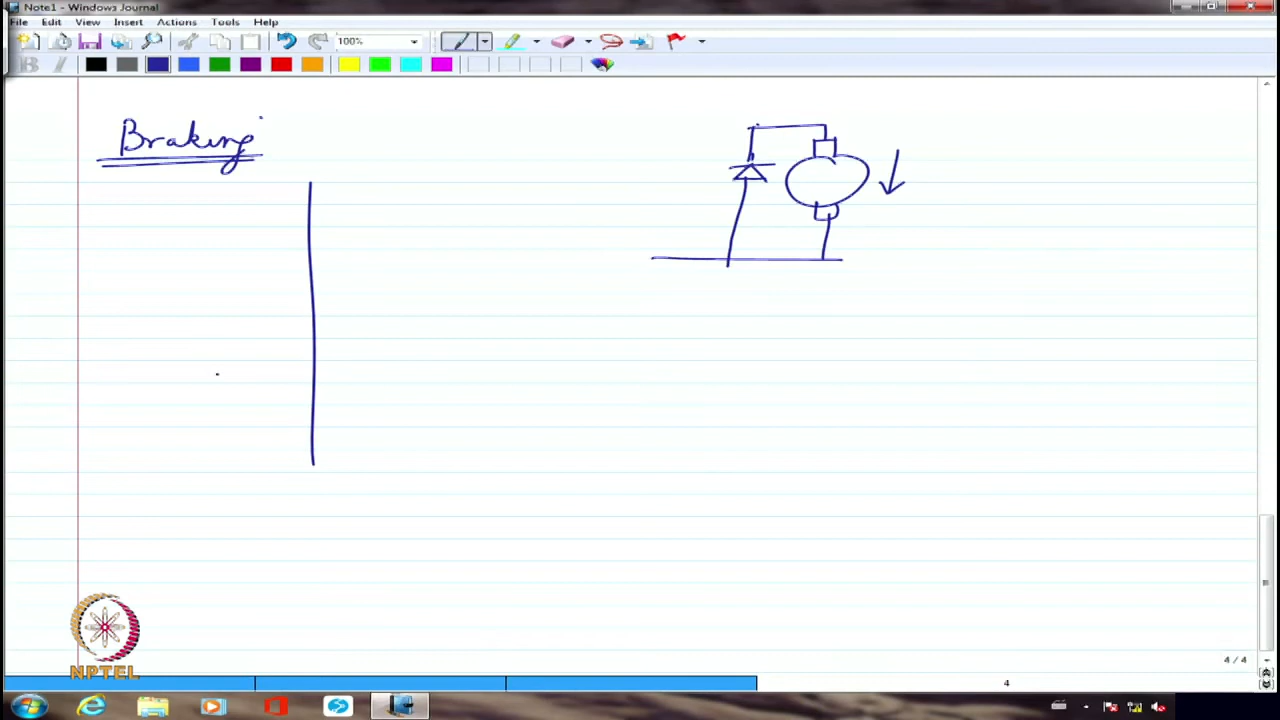 Note1 - Windows Journal
File Edit View Insert Actions Tools Help
100%
B I
Braking
4 / 4
4
NPTEL